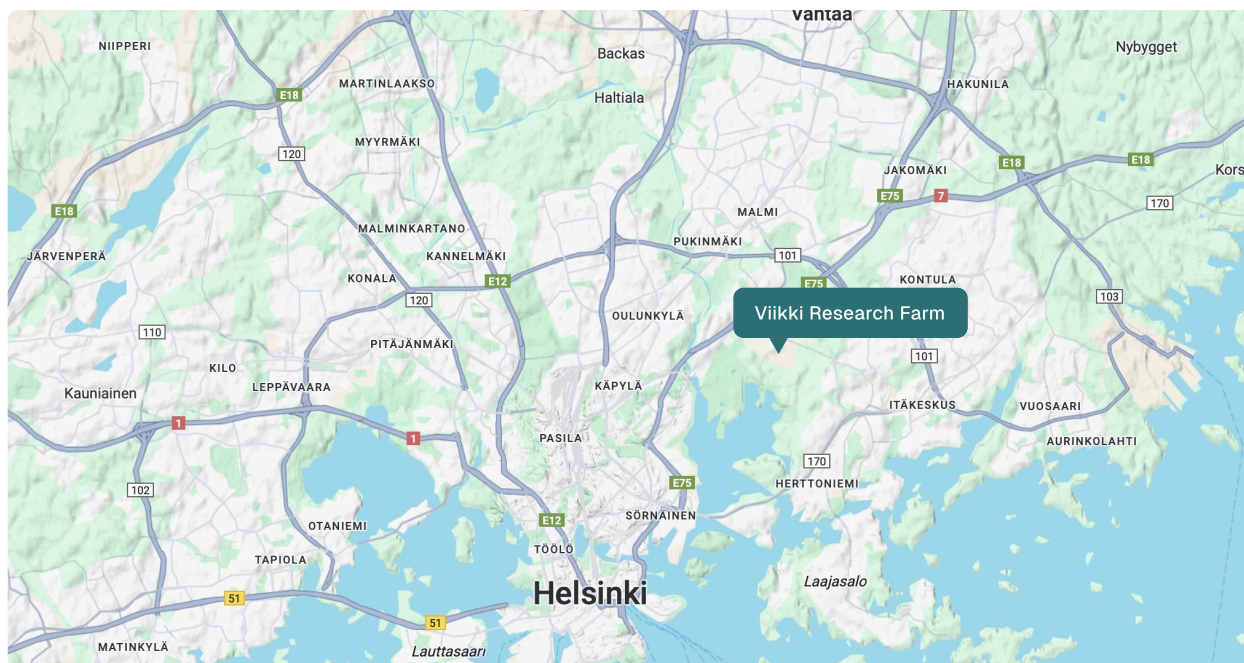 Vantaa
NIIPPERI
Backas
Nybygget
MARTINLAAKSO
HAKUNILA
E18
Haltiala
MYYRMÄKI
120
E18
E18
JAKOMÄKI
Kors
E75
7
170
E18
MALMI
MALMINKARTANO
PUKINMÄKI
JÄRVENPERÄ
KANNELMÄKI
101
KONALA
E12
E75
KONTULA
120
103
Viikki Research Farm
OULUNKYLÄ
110
PITÄJÄNMÄKI
101
KILO
LEPPÄVAARA
KÄPYLÄ
Kauniainen
ITÄKESKUS
VUOSAARI
1
1
PASILA
AURINKOLAHTI
170
102
E75
HERTTONIEMI
E12
SÖRNÄINEN
OTANIEMI
TÖÖLÖ
TAPIOLA
Laajasalo
Helsinki
51
51
MATINKYLÄ
Lauttasaari